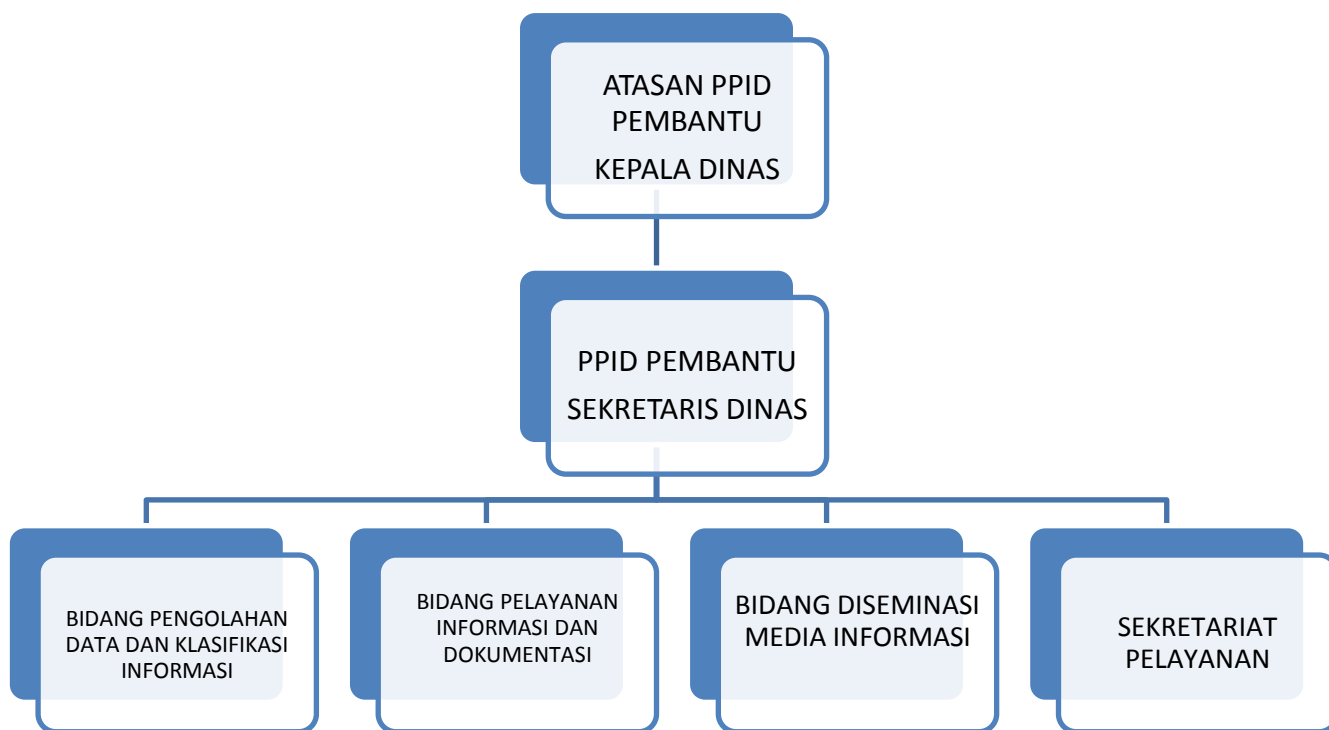 ATASAN PPID
PEMBANTU
KEPALA DINAS
PPID PEMBANTU
SEKRETARIS DINAS
BIDANG PENGOLAHAN
DATA DAN KLASIFIKASI
INFORMASI
BIDANG PELAYANAN
INFORMASI DAN
DOKUMENTASI
BIDANG DISEMINASI
MEDIA INFORMASI
SEKRETARIAT
PELAYANAN